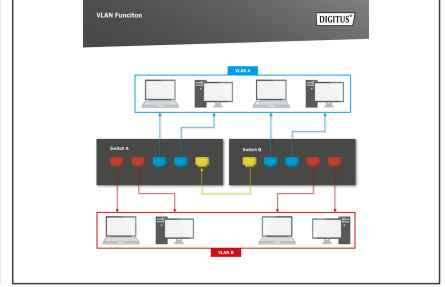 VLAN Funciton
DIGITUS®
VLAN A
Switch A
Switch B
VLAN B